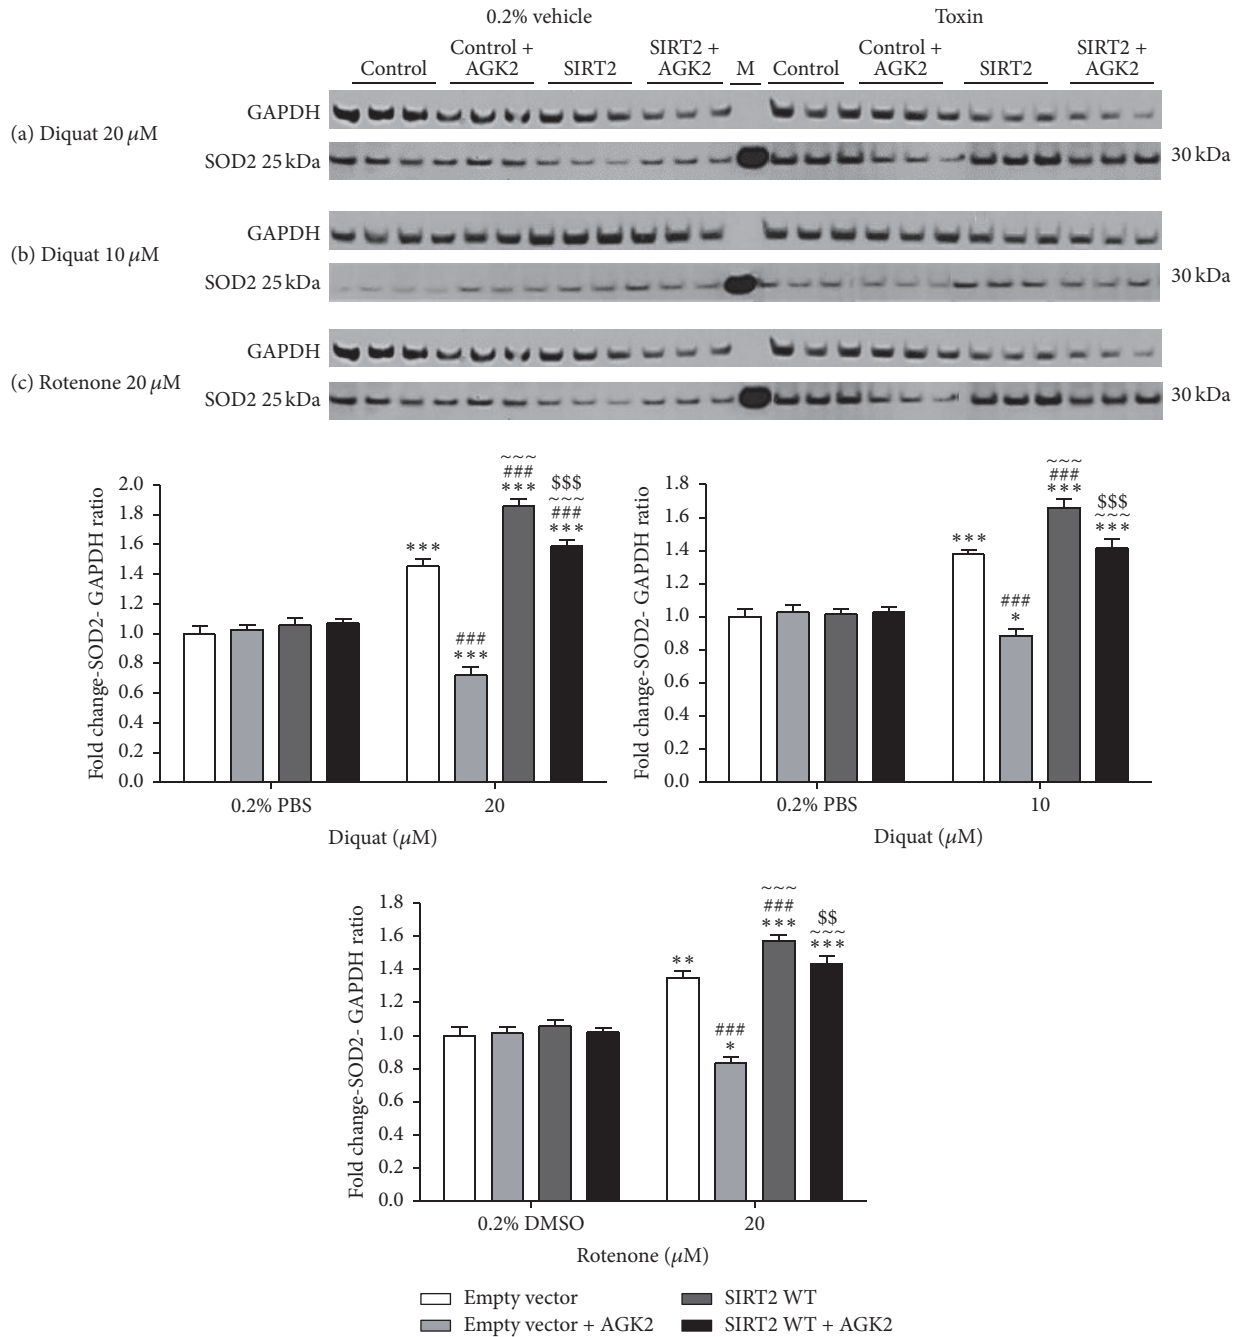 0.2% vehicle Toxin
Control Control + AGK2 SIRT2 SIRT2 + AGK2 M Control Control + AGK2 SIRT2 SIRT2 + AGK2
(a) Diquat 20 μM
GAPDH
SOD2 25 kDa 30 kDa
(b) Diquat 10 μM
GAPDH
SOD2 25 kDa 30 kDa
(c) Rotenone 20 μM
GAPDH
SOD2 25 kDa 30 kDa
Fold change-SOD2- GAPDH ratio
2.0
1.8
1.6
1.4
1.2
1.0
0.8
0.6
0.4
0.2
0.0
***
###
***
~~~
###
***
$$$
~~~
###
***
0.2% PBS 20
Diquat (μM)
Fold change-SOD2- GAPDH ratio
1.8
1.6
1.4
1.2
1.0
0.8
0.6
0.4
0.2
0.0
***
###
*
~~~
###
***
$$$
~~~
***
0.2% PBS 10
Diquat (μM)
Fold change-SOD2- GAPDH ratio
1.8
1.6
1.4
1.2
1.0
0.8
0.6
0.4
0.2
0.0
**
###
*
~~~
###
***
$$
~~~
***
0.2% DMSO 20
Rotenone (μM)
Empty vector SIRT2 WT
Empty vector + AGK2 SIRT2 WT + AGK2